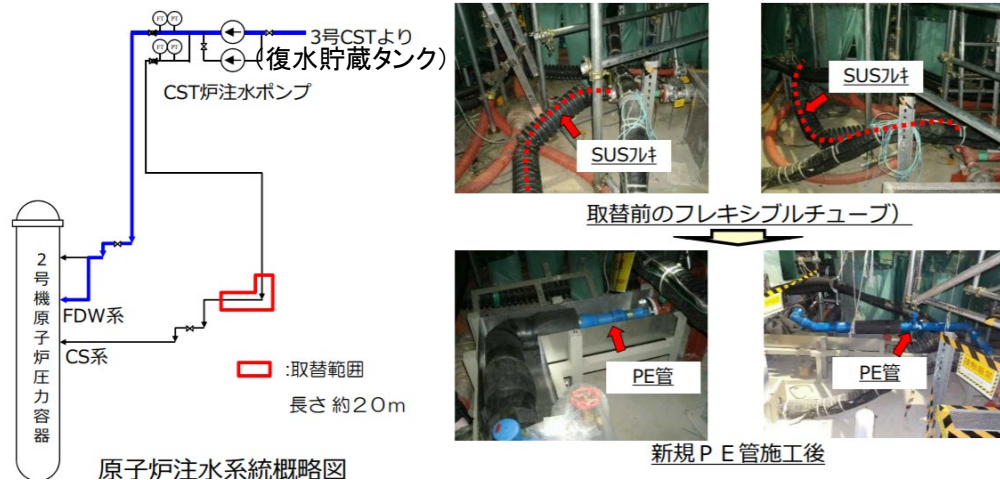 FT PT
3号CSTより
(復水貯蔵タンク)
FT PT
CST炉注水ポンプ
2号機原子炉圧力容器
FDW系
CS系
:取替範囲
長さ 約20m
原子炉注水系統概略図
SUSフレキ
SUSフレキ
取替前のフレキシブルチューブ)
PE管
PE管
新規PE管施工後